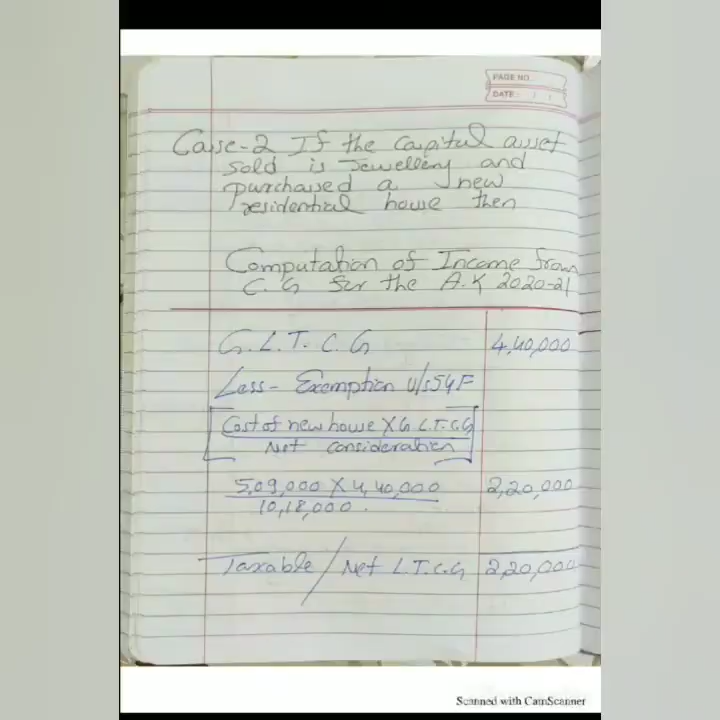 PAGE NO.
DATE: / /
Case-2 If the Capital asset
sold is Jewellery and
purchased a new
residential house then
Computation of Income from
C.G for the A.Y 2020-21
G. L. T. C. G 4,40,000
Less- Exemption u/s54F
Cost of new house X G L.T.C.G
Net consideration
5,09,000 X 4,40,000 2,20,000
10,18,000.
Taxable / Net L.T.C.G 2,20,000
Scanned with CamScanner